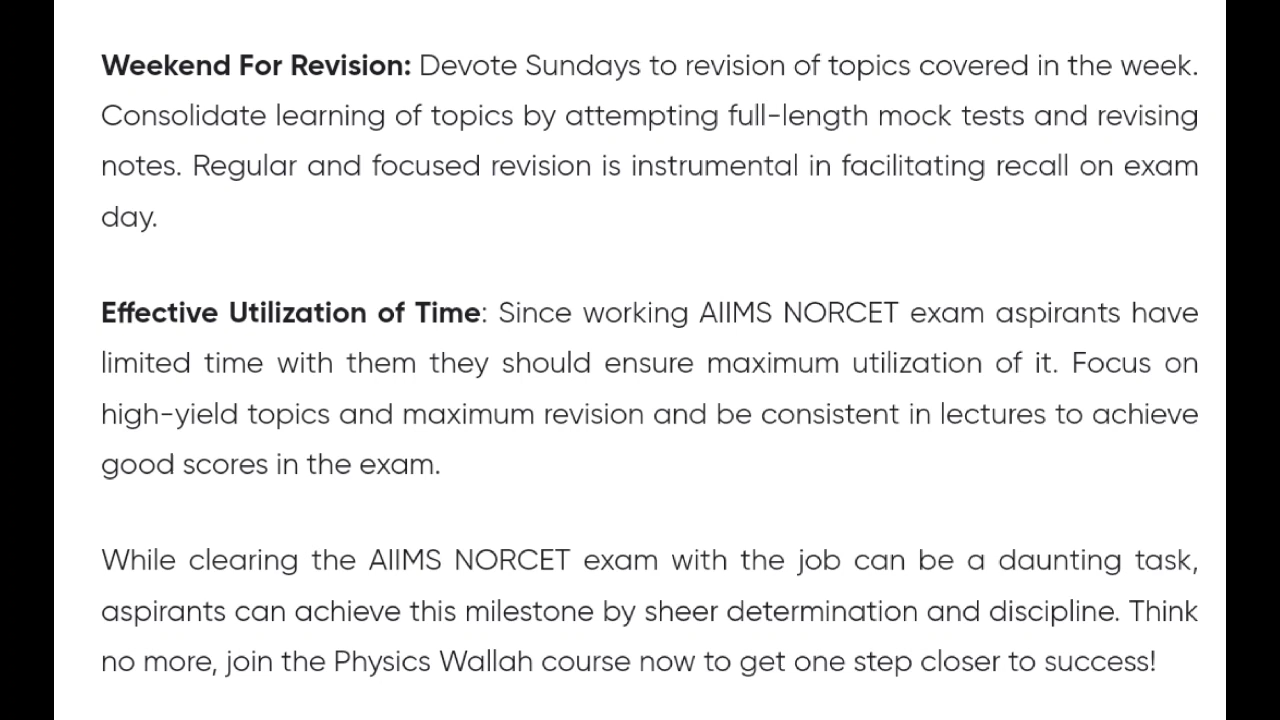 Weekend For Revision: Devote Sundays to revision of topics covered in the week.
Consolidate learning of topics by attempting full-length mock tests and revising
notes. Regular and focused revision is instrumental in facilitating recall on exam
day.
Effective Utilization of Time: Since working AIIMS NORCET exam aspirants have
limited time with them they should ensure maximum utilization of it. Focus on
high-yield topics and maximum revision and be consistent in lectures to achieve
good scores in the exam.
While clearing the AIIMS NORCET exam with the job can be a daunting task,
aspirants can achieve this milestone by sheer determination and discipline. Think
no more, join the Physics Wallah course now to get one step closer to success!